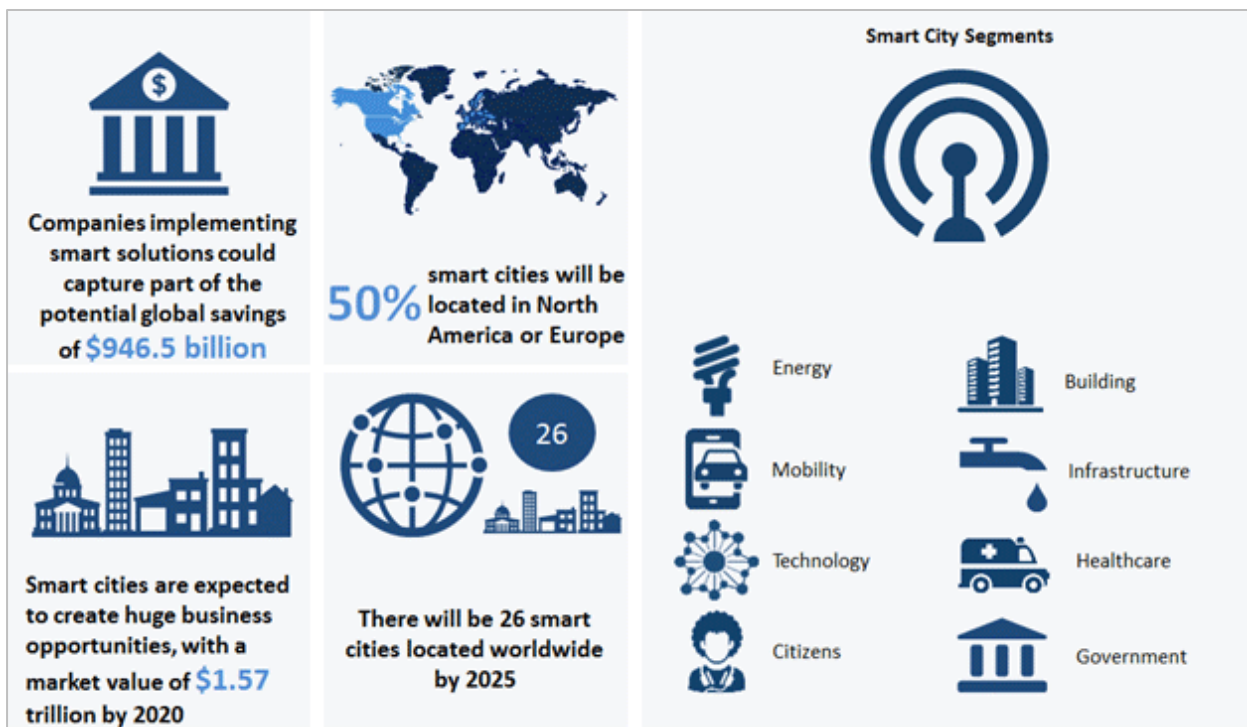 $
Companies implementing
smart solutions could
capture part of the
potential global savings
of $946.5 billion
50%
smart cities will be
located in North
America or Europe
Smart cities are expected
to create huge business
opportunities, with a
market value of $1.57
trillion by 2020
26
There will be 26 smart
cities located worldwide
by 2025
Smart City Segments
Energy
Building
Mobility
Infrastructure
Technology
Healthcare
Citizens
Government